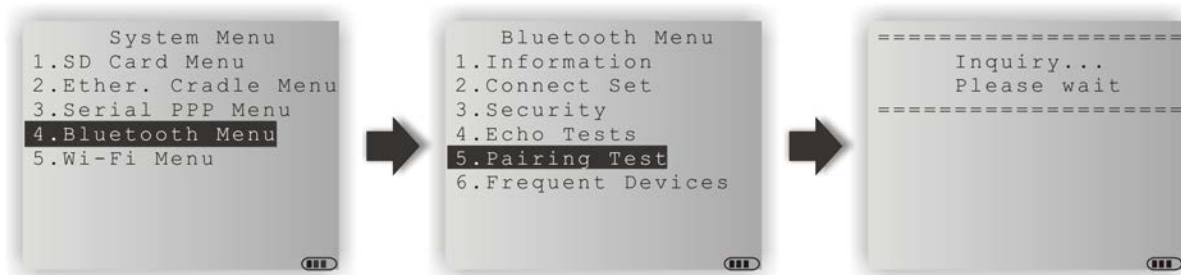 System Menu
1.SD Card Menu
2.Ether. Cradle Menu
3.Serial PPP Menu
4.Bluetooth Menu
5.Wi-Fi Menu
Bluetooth Menu
1.Information
2.Connect Set
3.Security
4.Echo Tests
5.Pairing Test
6.Frequent Devices
====================
Inquiry...
Please wait
====================